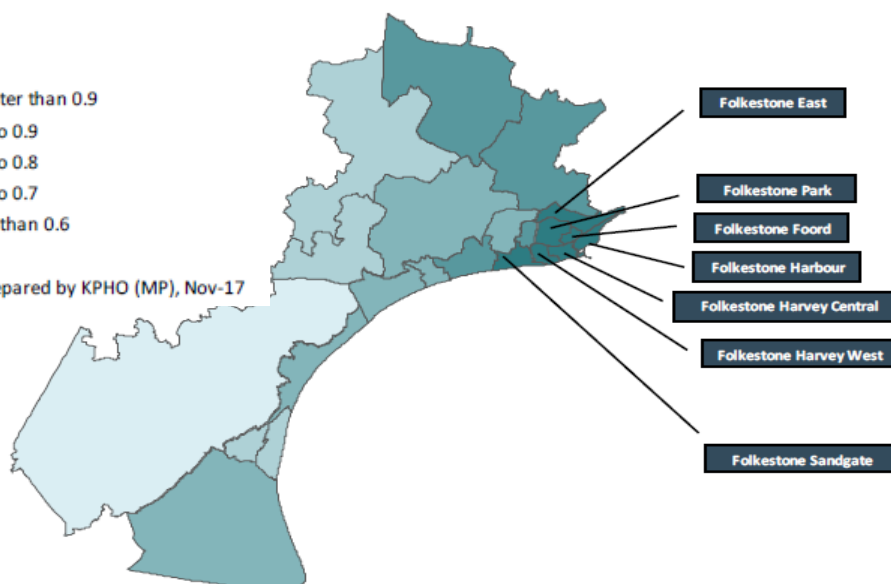 ter than 0.9
o 0.9
o 0.8
o 0.7
than 0.6
epared by KPHO (MP), Nov-17
Folkestone East
Folkestone Park
Folkestone Foord
Folkestone Harbour
Folkestone Harvey Central
Folkestone Harvey West
Folkestone Sandgate